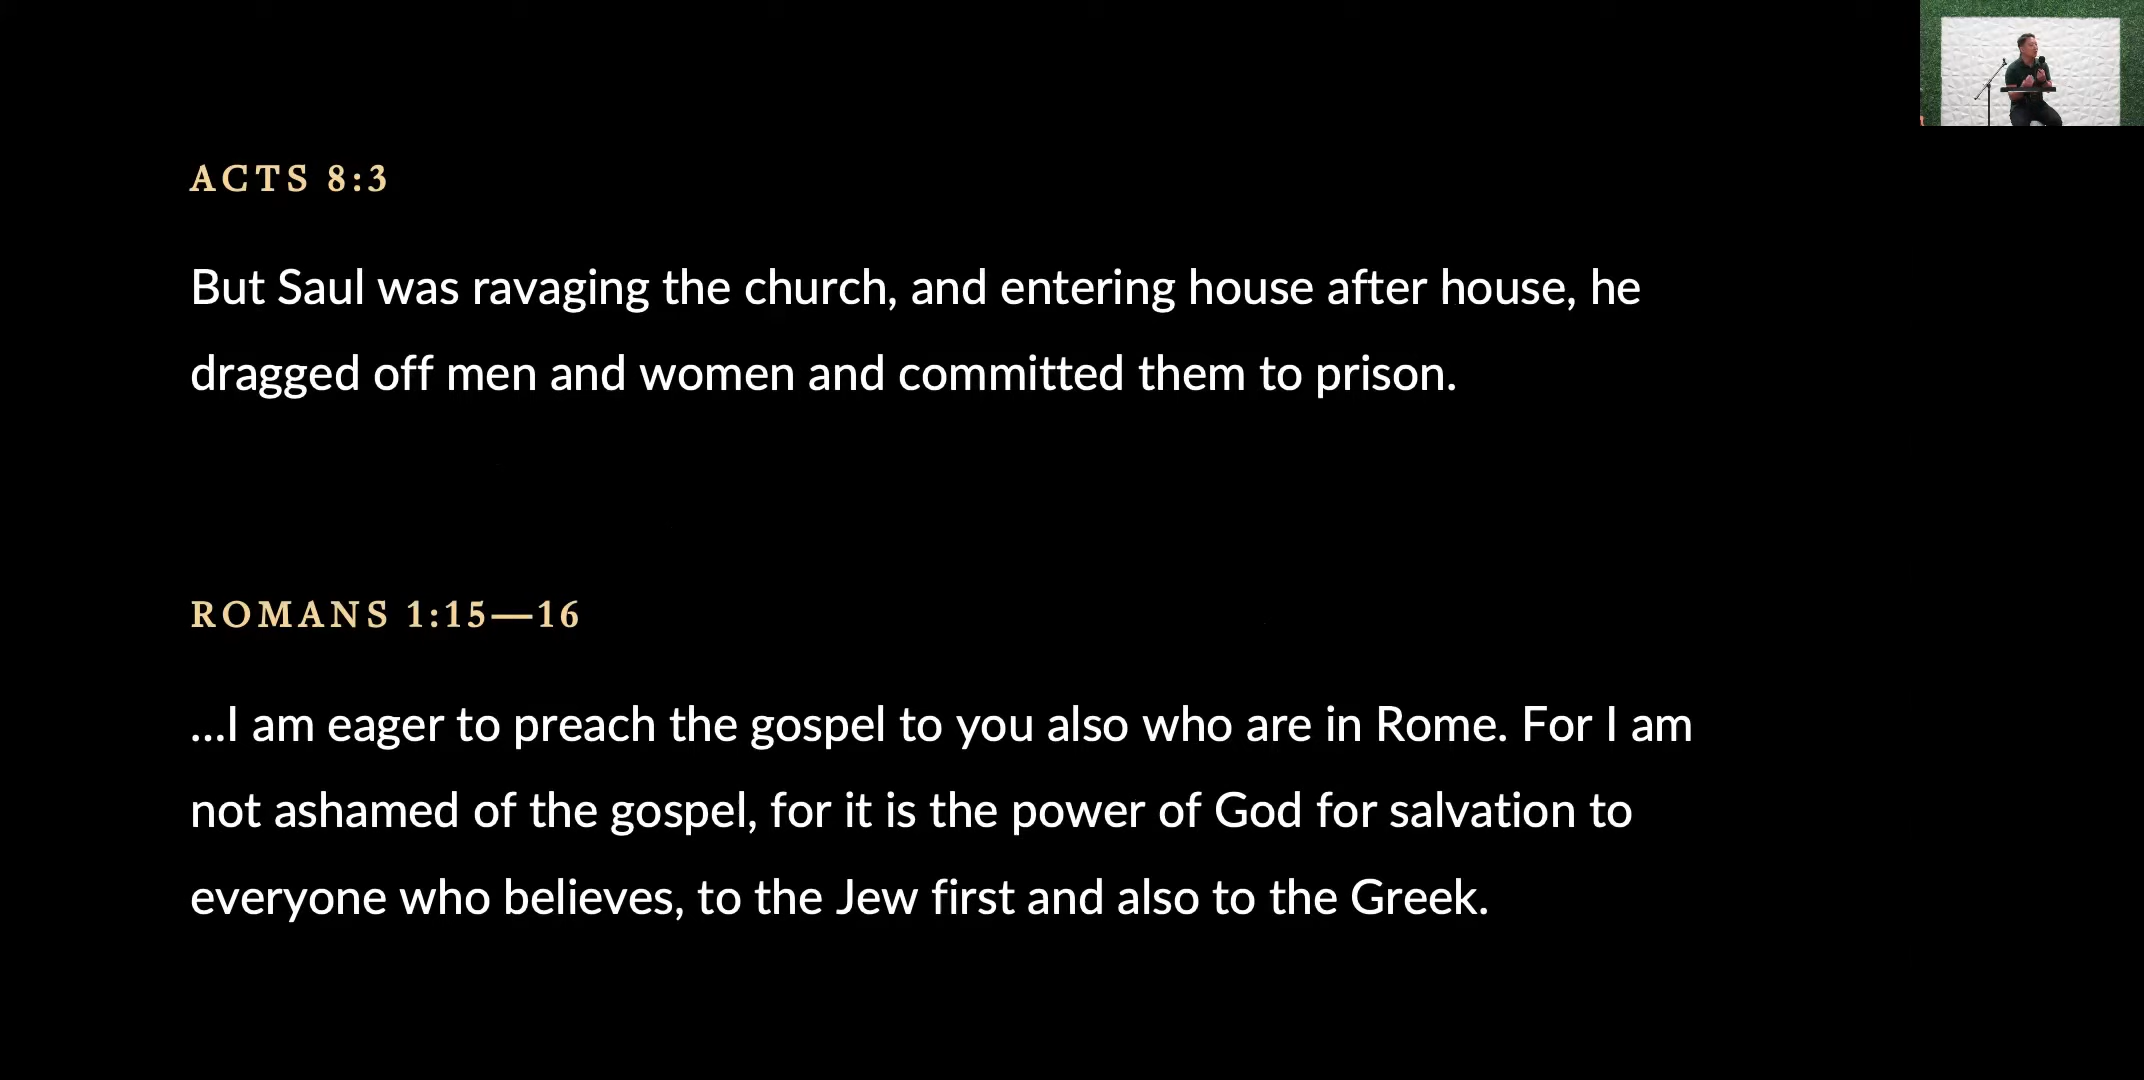 ACTS 8:3
But Saul was ravaging the church, and entering house after house, he
dragged off men and women and committed them to prison.
ROMANS 1:15—16
...I am eager to preach the gospel to you also who are in Rome. For I am
not ashamed of the gospel, for it is the power of God for salvation to
everyone who believes, to the Jew first and also to the Greek.